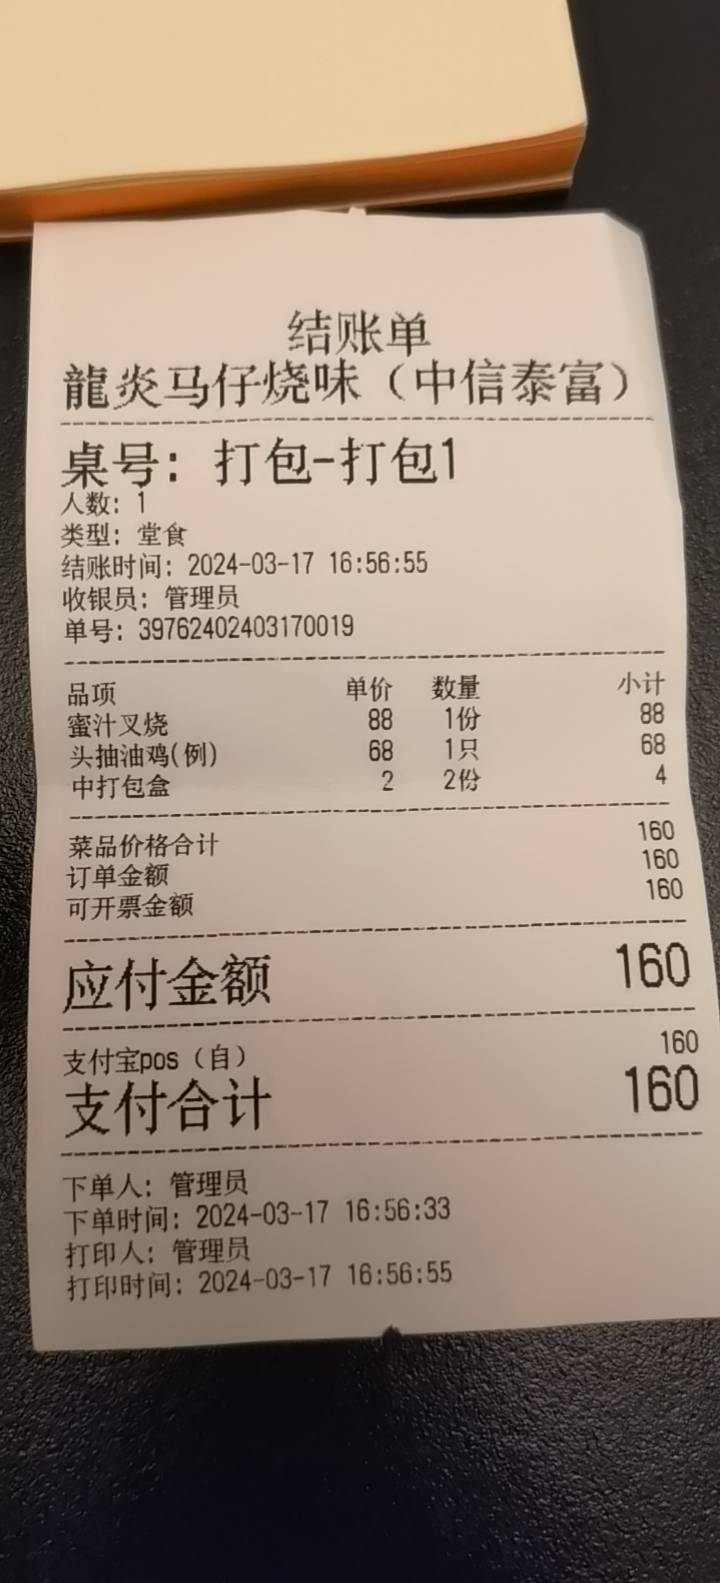 结账单
龍炎马仔烧味（中信泰富）
桌号：打包-打包1
人数：1
类型：堂食
结账时间：2024-03-17 16:56:55
收银员：管理员
单号：39762402403170019
品项 单价 数量 小计
蜜汁叉烧 88 1份 88
头抽油鸡(例) 68 1只 68
中打包盒 2 2份 4
菜品价格合计 160
订单金额 160
可开票金额 160
应付金额 160
支付宝pos（自） 160
支付合计 160
下单人：管理员
下单时间：2024-03-17 16:56:33
打印人：管理员
打印时间：2024-03-17 16:56:55